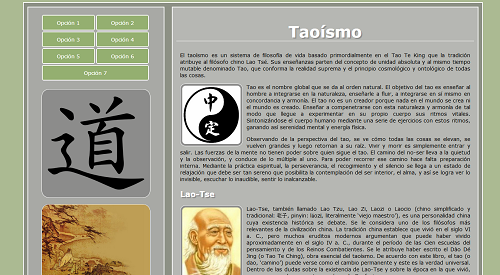 Opción 1
Opción 2
Opción 3
Opción 4
Opción 5
Opción 6
Opción 7
道
Taoísmo
El taoísmo es un sistema de filosofía de vida basado primordialmente en el Tao Te King que la tradición
atribuye al filósofo chino Lao Tsé. Sus enseñanzas parten del concepto de unidad absoluta y al mismo tiempo
mutable denominado Tao, que conforma la realidad suprema y el principio cosmológico y ontológico de todas
las cosas.
中
定
Tao es el nombre global que se da al orden natural. El objetivo del tao es enseñar al
hombre a integrarse en la naturaleza, enseñarle a fluir, a integrarse en sí mismo en
concordancia y armonía. El tao no es un creador porque nada en el mundo se crea ni
el mundo es creado. Enseñar a compenetrarse con esta naturaleza y armonía de tal
modo que llegue a experimentar en su propio cuerpo sus ritmos vitales.
Sintonizándose el cuerpo humano mediante una serie de ejercicios con estos ritmos,
ganando así serenidad mental y energía física.
Observando de la perspectiva del tao, se ve cómo todas las cosas se elevan, se
vuelven grandes y luego retornan a su raíz. Vivir y morir es simplemente entrar y
salir. Las fuerzas de la mente no tienen poder sobre quien sigue el tao. El camino del no-ser lleva a la quietud
y la observación, y conduce de lo múltiple al uno. Para poder recorrer ese camino hace falta preparación
interna. Mediante la práctica espiritual, la perseverancia, el recogimiento y el silencio se llega a un estado de
relajación que debe ser tan sereno que posibilita la contemplación del ser interior, el alma, y así se logra ver lo
invisible, escuchar lo inaudible, sentir lo inalcanzable.
Lao-Tse
Lao-Tse, también llamado Lao Tzu, Lao Zi, Laozi o Laocio (chino simplificado y
tradicional: 老子, pinyin: laozi, literalmente 'viejo maestro'), es una personalidad china
cuya existencia histórica se debate. Se le considera uno de los filósofos más
relevantes de la civilización china. La tradición china establece que vivió en el siglo VI
a. C., pero muchos eruditos modernos argumentan que puede haber vivido
aproximadamente en el siglo IV a. C., durante el período de las Cien escuelas del
pensamiento y de los Reinos Combatientes. Se le atribuye haber escrito el Dào Dé
Jing (o Tao Te Ching), obra esencial del taoísmo. De acuerdo con este libro, el tao (o
dào, 'camino') puede verse como el cambio permanente y este es la verdad universal.
Dentro de las dudas sobre la existencia de Lao-Tse y sobre la época en la que vivió,